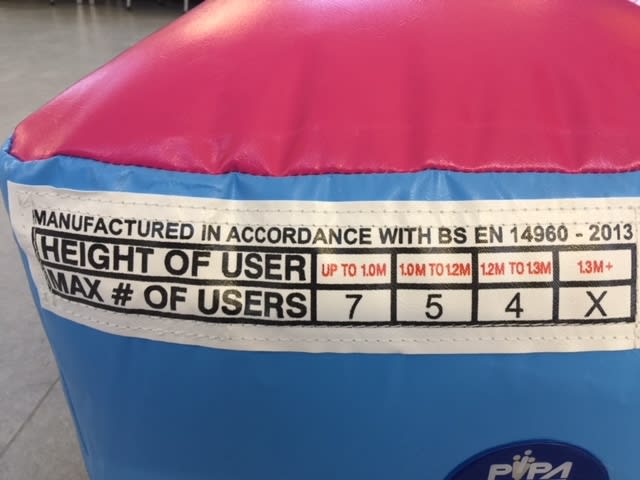 MANUFACTURED IN ACCORDANCE WITH BS EN 14960 - 2013
HEIGHT OF USER UP TO 1.0M 1.0M TO 1.2M 1.2M TO 1.3M 1.3M+
MAX # OF USERS 7 5 4 X
PIPA